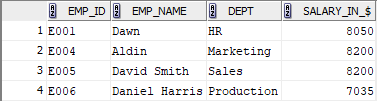 EMP_ID EMP_NAME DEPT SALARY_IN_$
1 E001 Dawn HR 8050
2 E004 Aldin Marketing 8200
3 E005 David Smith Sales 8200
4 E006 Daniel Harris Production 7035